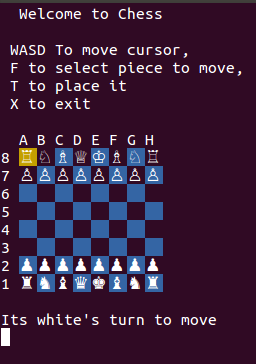 Welcome to Chess
WASD To move cursor,
F to select piece to move,
T to place it
X to exit
A B C D E F G H
8 ♖ ♘ ♗ ♕ ♔ ♗ ♘ ♖
7 ♙ ♙ ♙ ♙ ♙ ♙ ♙ ♙
6
5
4
3
2 ♟ ♟ ♟ ♟ ♟ ♟ ♟ ♟
1 ♜ ♞ ♝ ♛ ♚ ♝ ♞ ♜
Its white's turn to move